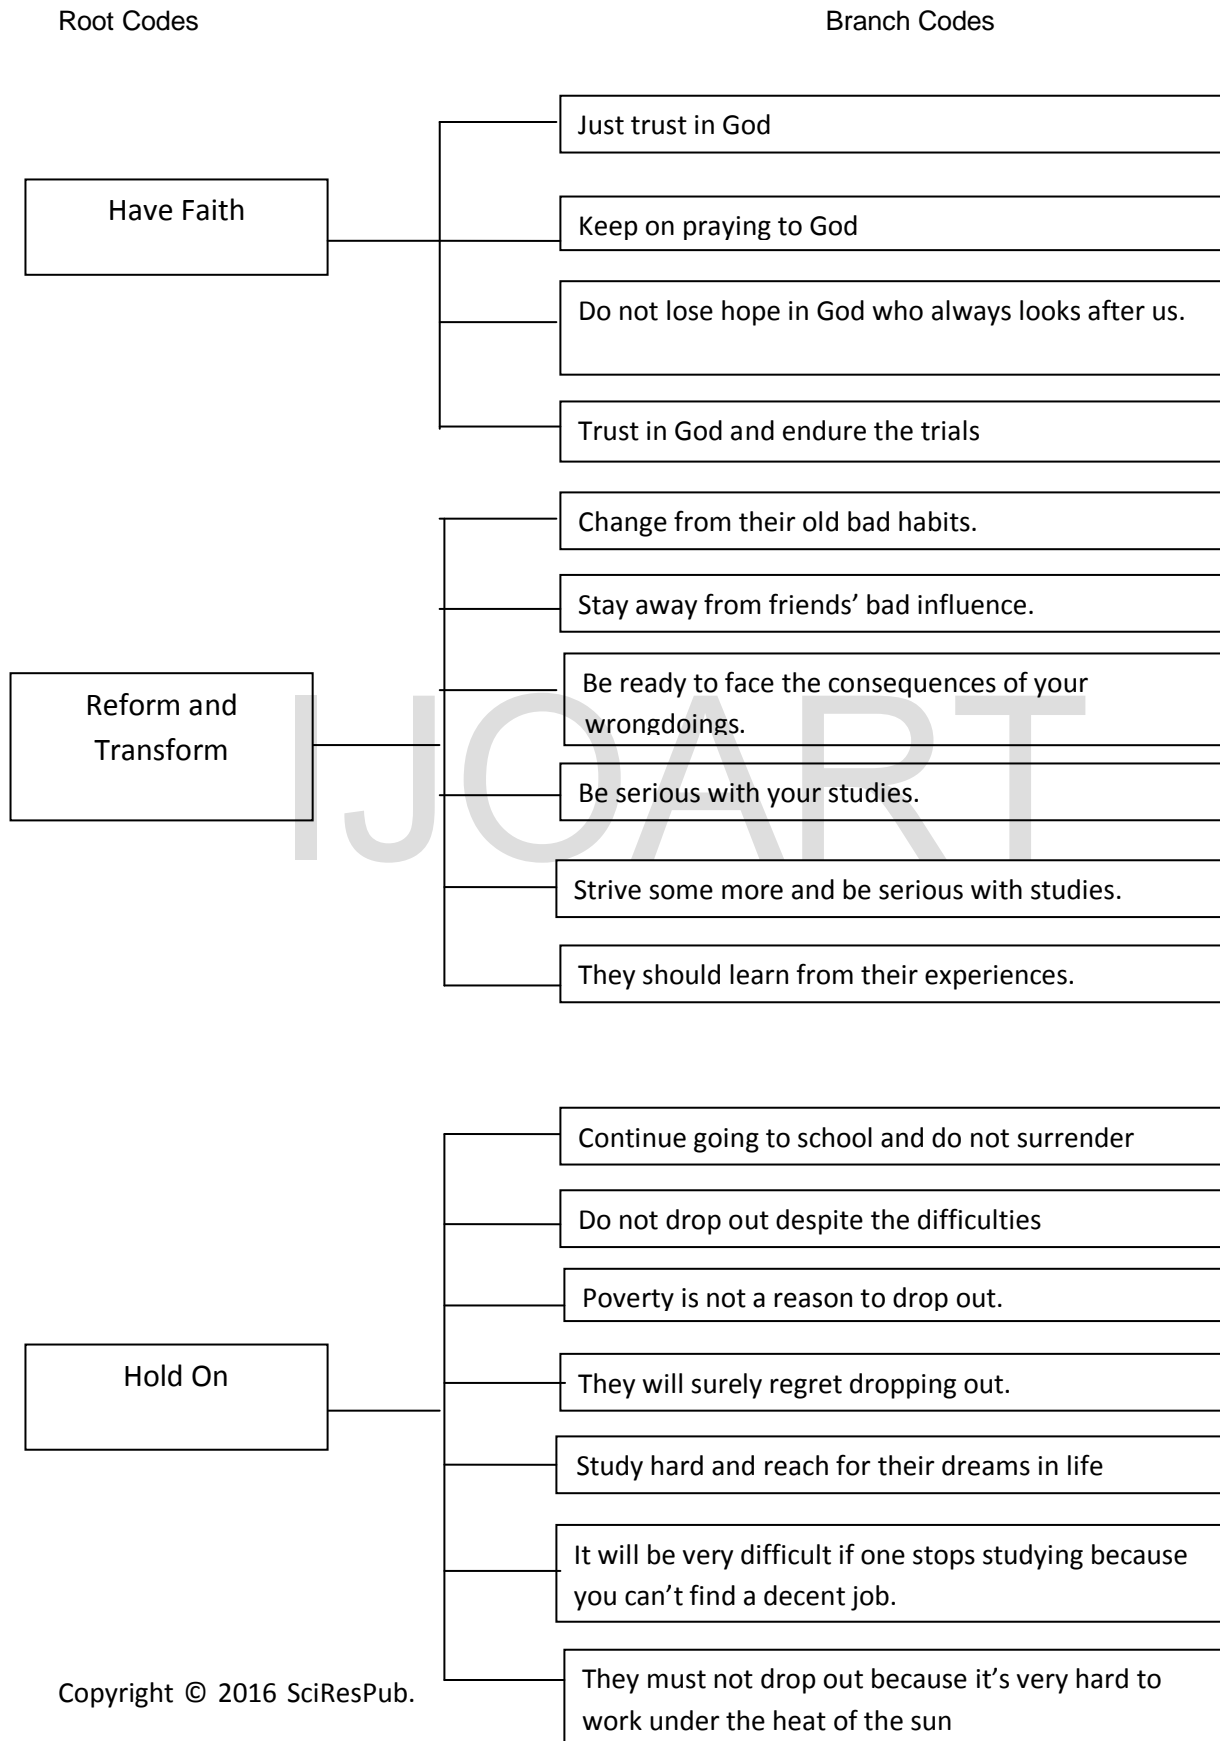 Root Codes
Branch Codes
Just trust in God
Have Faith
Keep on praying to God
Do not lose hope in God who always looks after us.
Trust in God and endure the trials
Change from their old bad habits.
Stay away from friends’ bad influence.
Be ready to face the consequences of your
wrongdoings.
Reform and
Transform
IJOART
Be serious with your studies.
Strive some more and be serious with studies.
They should learn from their experiences.
Continue going to school and do not surrender
Do not drop out despite the difficulties
Poverty is not a reason to drop out.
Hold On
They will surely regret dropping out.
Study hard and reach for their dreams in life
It will be very difficult if one stops studying because
you can’t find a decent job.
They must not drop out because it’s very hard to
work under the heat of the sun
Copyright © 2016 SciResPub.